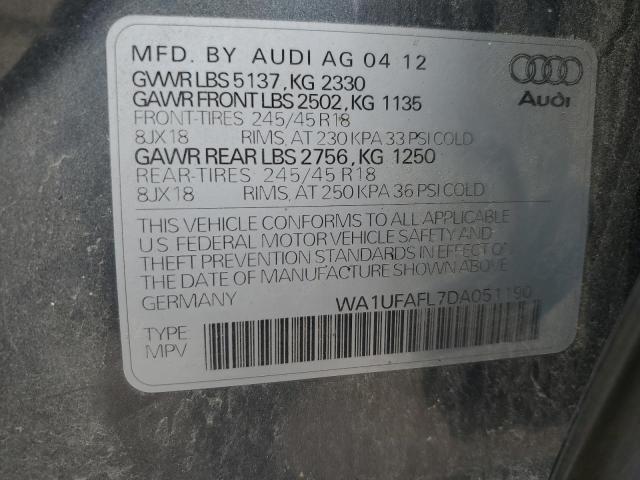 MFD. BY AUDI AG 04 12
GWVR LBS 5137, KG 2330
GAWR FRONT LBS 2502, KG 1135
FRONT-TIRES 245/45 R18
8JX18 RIMS, AT 230 KPA 33 PSI COLD
GAWR REAR LBS 2756, KG 1250
REAR-TIRES 245/45 R18
8JX18 RIMS, AT 250 KPA 36 PSI COLD
THIS VEHICLE CONFORMS TO ALL APPLICABLE
U.S FEDERAL MOTOR VEHICLE SAFETY AND
THEFT PREVENTION STANDARDS IN EFFECT ON
THE DATE OF MANUFACTURE SHOWN ABOVE.
GERMANY WA1UFAFL7DA051190
TYPE
MPV
Audi